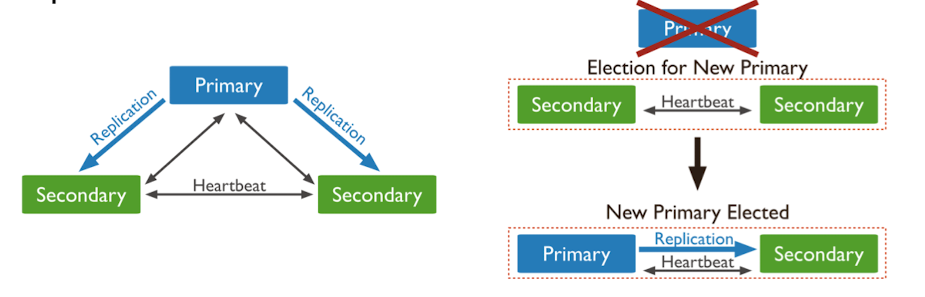 Primary
Replication
Replication
Heartbeat
Secondary
Secondary
Primary
Election for New Primary
Secondary
Heartbeat
Secondary
New Primary Elected
Primary
Replication
Heartbeat
Secondary